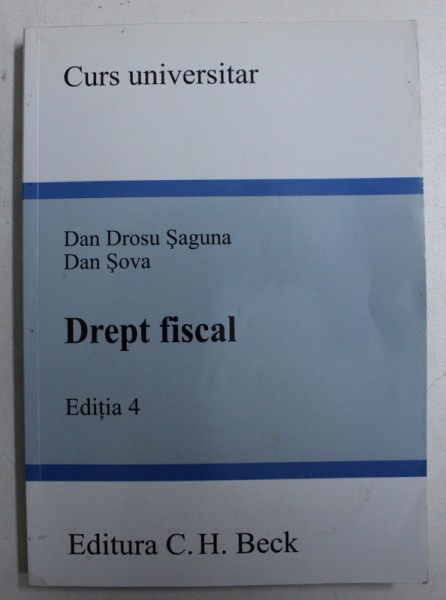 Curs universitar
Dan Drosu Şaguna
Dan Şova
Drept fiscal
Ediţia 4
Editura C. H. Beck